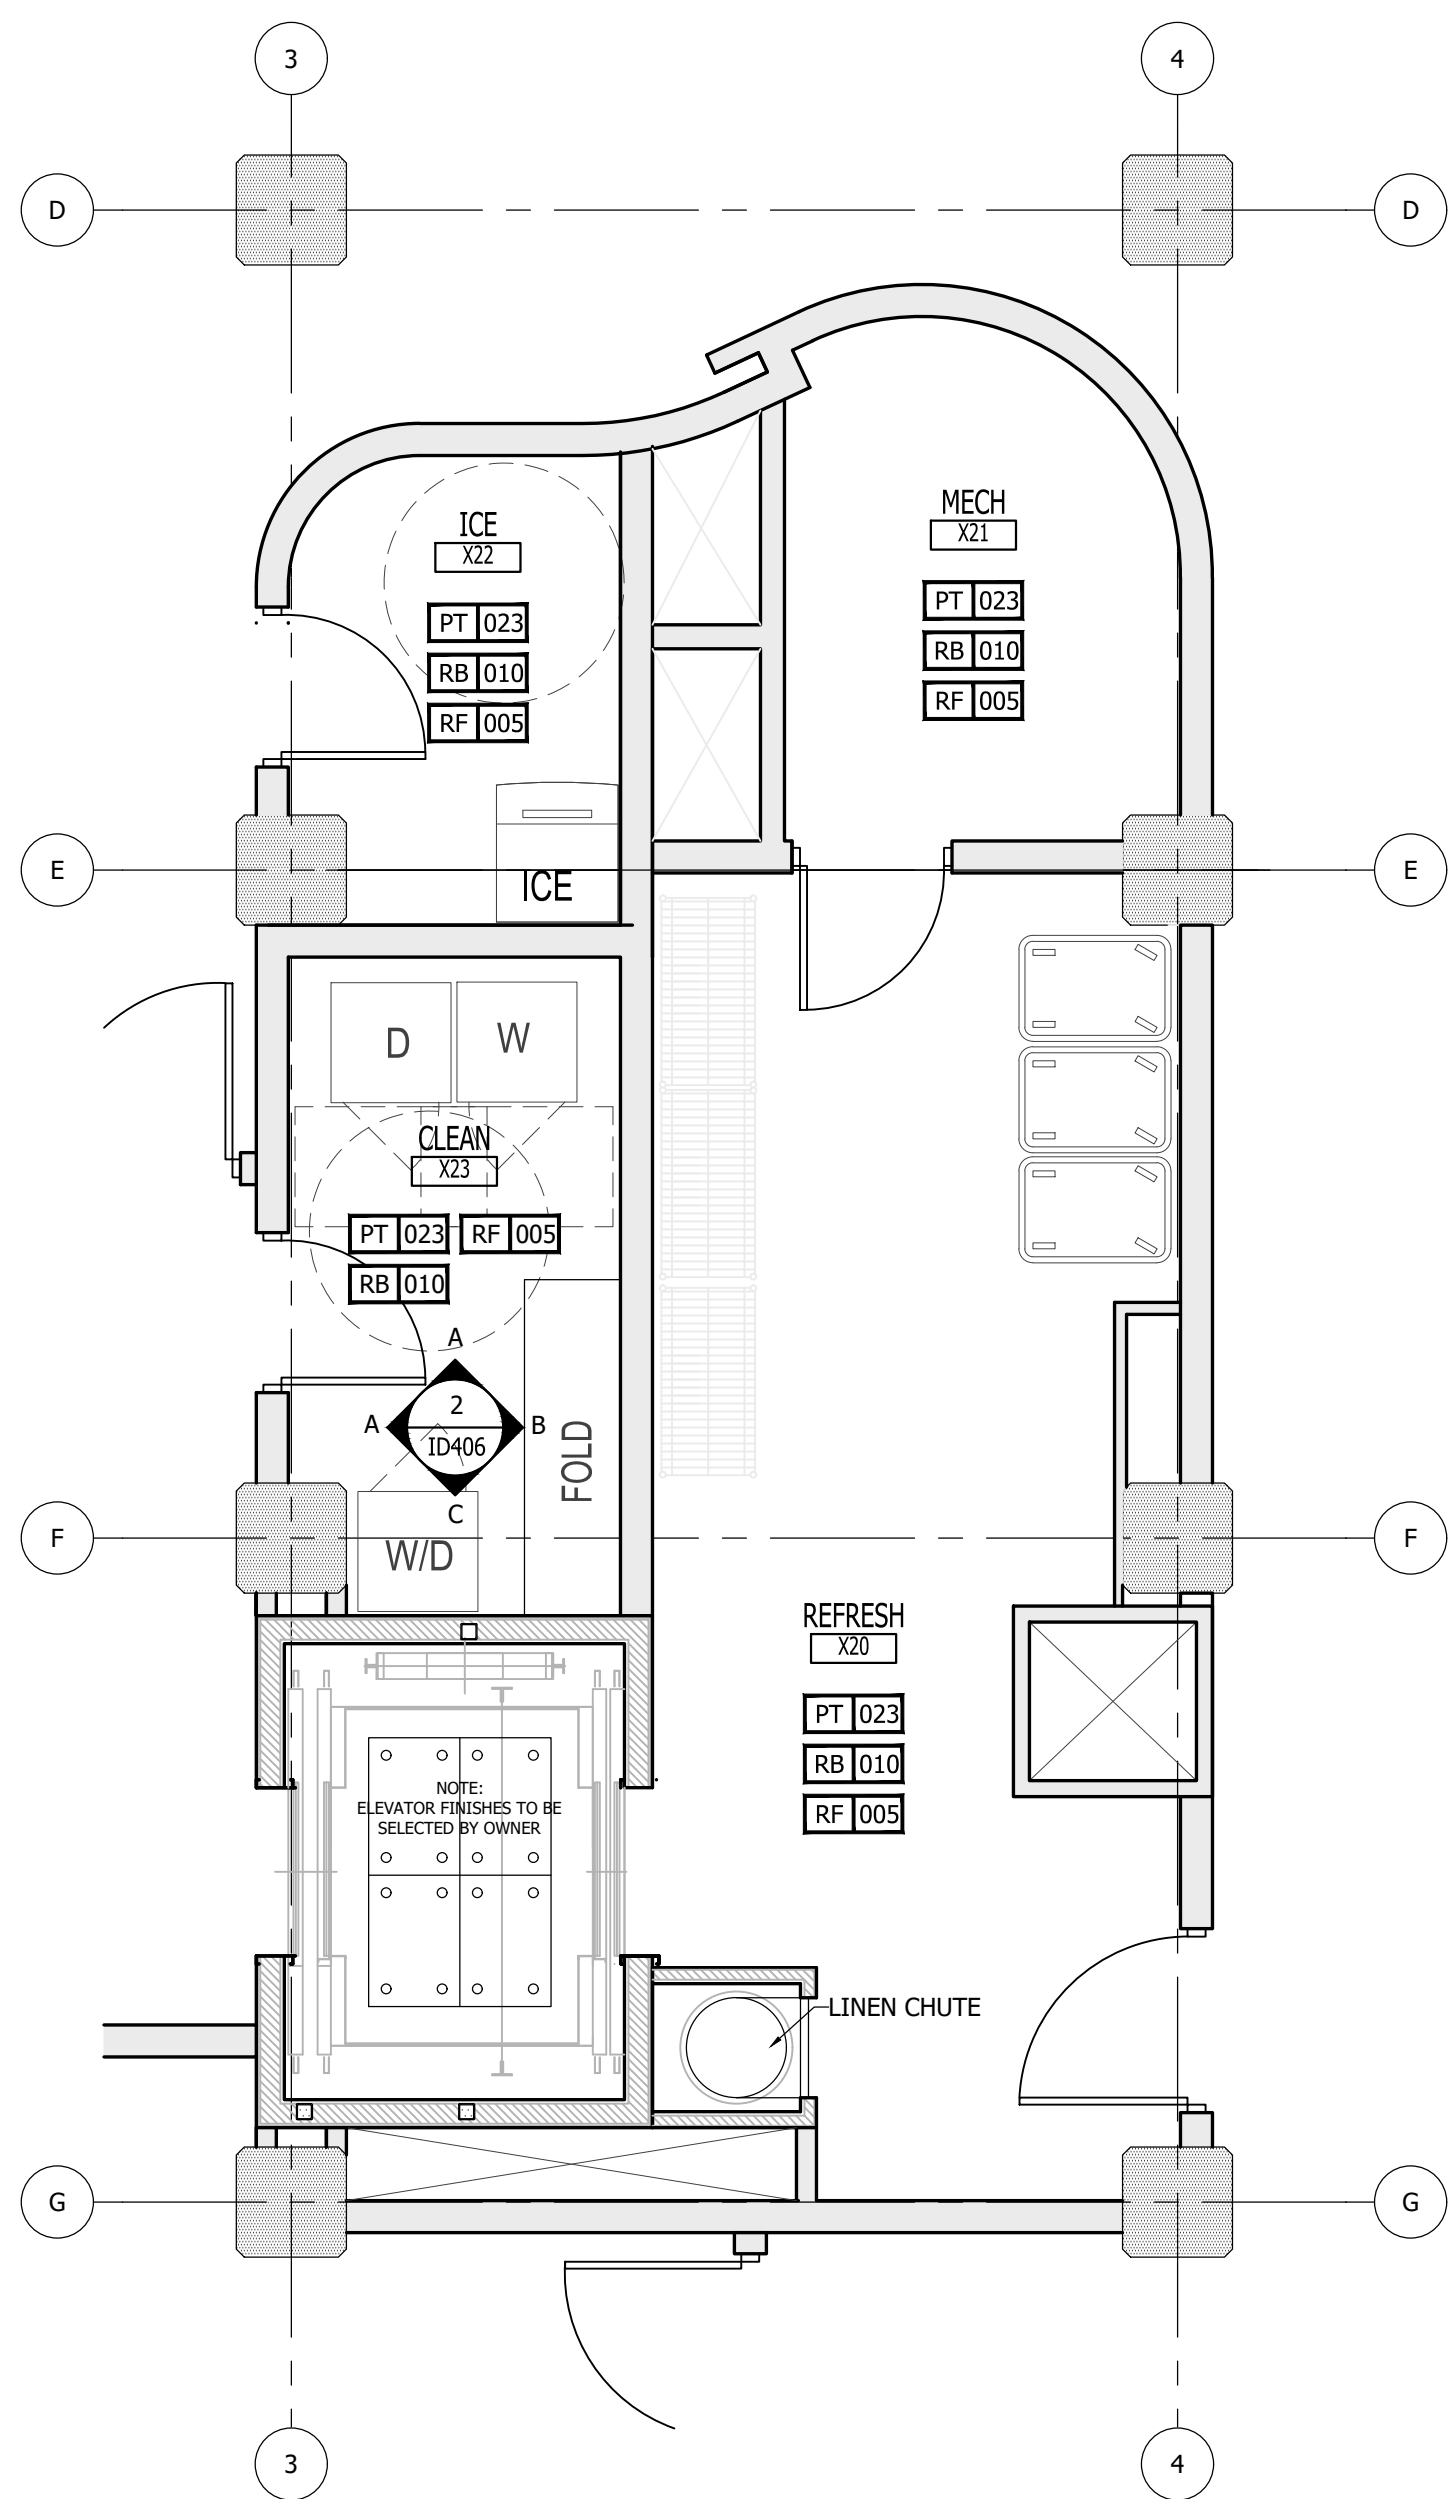 3
4
D
D
MECH
X21
ICE
X22
PT 023
RB 010
RF 005
PT 023
RB 010
RF 005
E
ICE
E
D
W
CLEAN
X23
PT 023
RF 005
RB 010
A
A
2
B
ID406
C
FOLD
F
W/D
F
REFRESH
X20
PT 023
RB 010
RF 005
NOTE:
ELEVATOR FINISHES TO BE
SELECTED BY OWNER
LINEN CHUTE
G
G
3
4